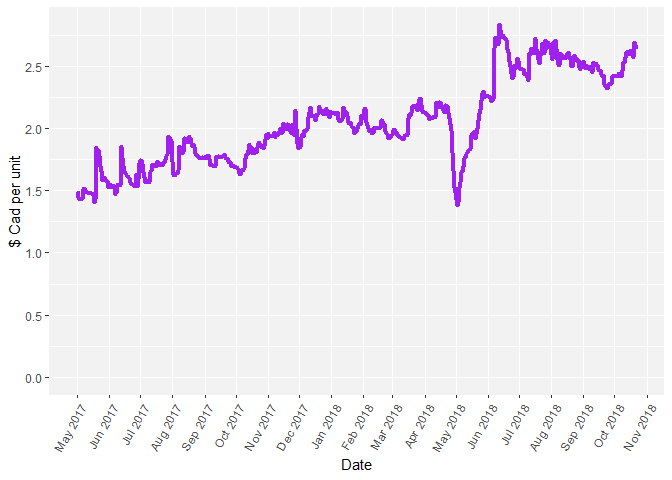 $ Cad per unit
2.5
2.0
1.5
1.0
0.5
0.0
May 2017
Jun 2017
Jul 2017
Aug 2017
Sep 2017
Oct 2017
Nov 2017
Dec 2017
Jan 2018
Feb 2018
Mar 2018
Apr 2018
May 2018
Jun 2018
Jul 2018
Aug 2018
Sep 2018
Oct 2018
Nov 2018
Date